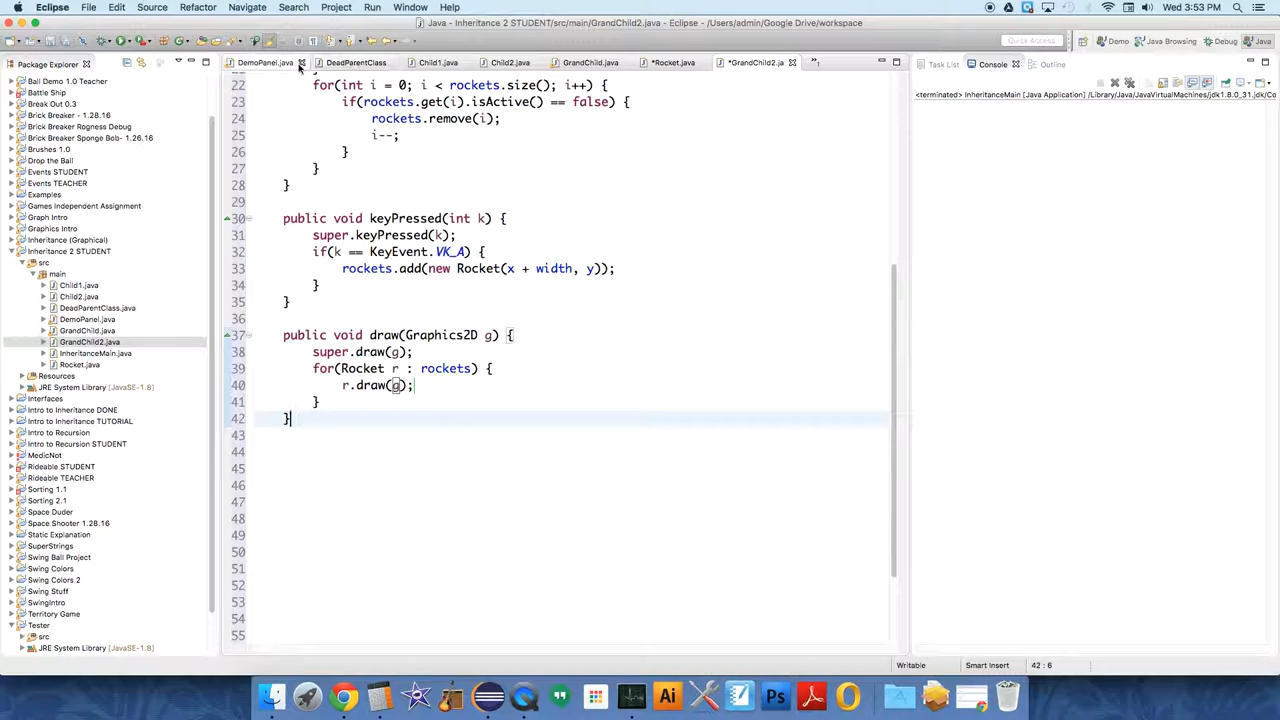 Eclipse File Edit Source Refactor Navigate Search Project Run Window Help
Wed 3:53 PM
Java - Inheritance 2 STUDENT/src/main/GrandChild2.java - Eclipse - /Users/admin/Google Drive/workspace
Quick Access
Demo
Java Browsing
Debug
Java
Package Explorer
DemoPanel.java
DeadParentClass
Child1.java
Child2.java
GrandChild.java
*Rocket.java
*GrandChild2.ja
Task List
Console
<terminated> InheritanceMain [Java Application] /Library/Java/JavaVirtualMachines/jdk1.8.0_31.jdk/Co
Ball Demo 1.0 Teacher
Battle Ship
Break Out 0.3
Brick Breaker - 1.28.16
Brick Breaker Rogness Debug
Brick Breaker Sponge Bob- 1.26.16
Brushes 1.0
Drop the Ball
Events STUDENT
Events TEACHER
Examples
Games Independent Assignment
Graph Intro
Graphics Intro
Inheritance (Graphical)
Inheritance 2 STUDENT
src
main
Child1.java
Child2.java
DeadParentClass.java
DemoPanel.java
GrandChild.java
GrandChild2.java
InheritanceMain.java
Rocket.java
Resources
JRE System Library [JavaSE-1.8]
Interfaces
Intro to Inheritance DONE
Intro to Inheritance TUTORIAL
Intro to Recursion
Intro to Recursion STUDENT
MedicNot
Rideable STUDENT
Rideable TEACHER
Sorting 1.1
Sorting 2.1
Space Duder
Space Shooter 1.28.16
Static Explanation
SuperStrings
Swing Ball Project
Swing Colors
Swing Colors 2
SwingIntro
Territory Game
Tester
src
JRE System Library [JavaSE-1.8]
22 for(int i = 0; i < rockets.size(); i++) {
23 if(rockets.get(i).isActive() == false) {
24 rockets.remove(i);
25 i--;
26 }
27 }
28 }
29
30 public void keyPressed(int k) {
31 super.keyPressed(k);
32 if(k == KeyEvent.VK_A) {
33 rockets.add(new Rocket(x + width, y));
34 }
35 }
36
37 public void draw(Graphics2D g) {
38 super.draw(g);
39 for(Rocket r : rockets) {
40 r.draw(g);
41 }
42 }
43
44
45
46
47
48
49
50
51
52
53
54
55
Writable
Smart Insert
42 : 6
Ai
Ps